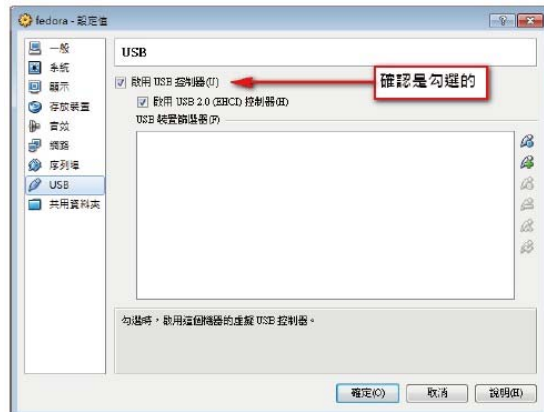 fedora - 設定值
一般
系統
顯示
存放裝置
音效
網路
序列埠
USB
共用資料夾
USB
啟用 USB 控制器(U)
確認是勾選的
啟用 USB 2.0 (EHCI) 控制器(H)
USB 裝置篩選器(F)
勾選時，啟用這個機器的虛擬 USB 控制器。
確定(O)
取消
說明(H)